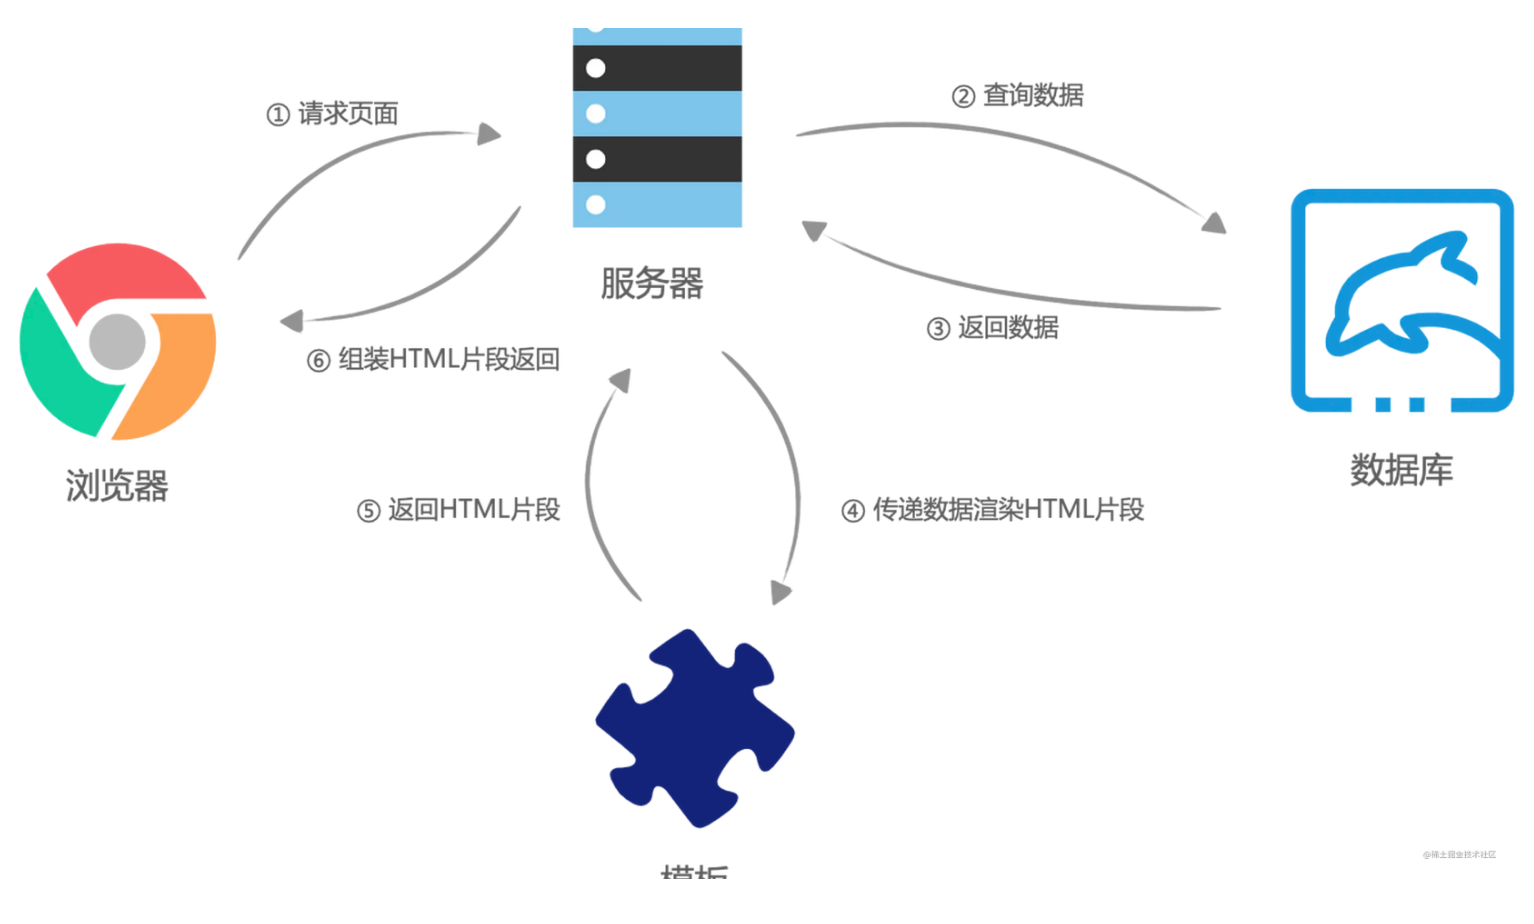 ① 请求页面
② 查询数据
服务器
③ 返回数据
⑥ 组装HTML片段返回
浏览器
数据库
⑤ 返回HTML片段
④ 传递数据渲染HTML片段
@稀土掘金技术社区
模板